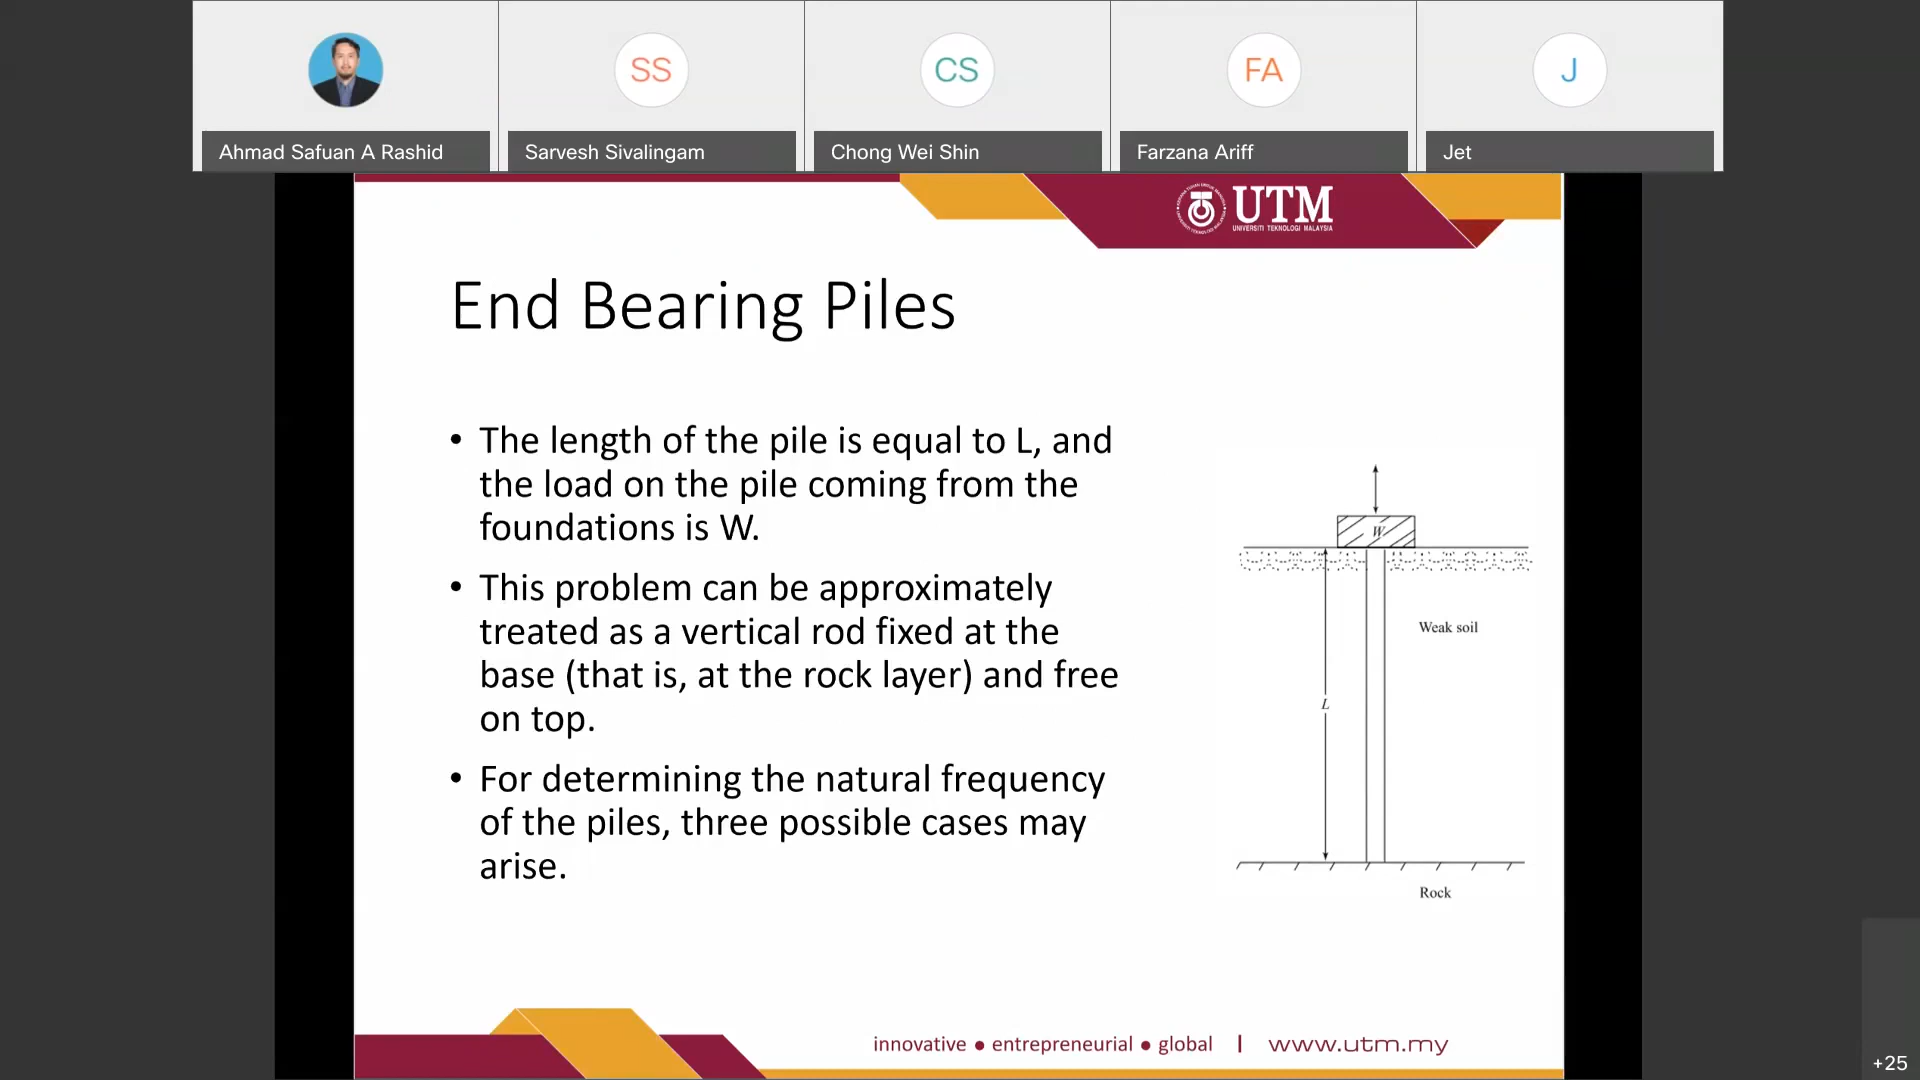 SS
CS
FA
J
Ahmad Safuan A Rashid
Sarvesh Sivalingam
Chong Wei Shin
Farzana Ariff
Jet
UTM
UNIVERSITI TEKNOLOGI MALAYSIA
End Bearing Piles
• The length of the pile is equal to L, and
the load on the pile coming from the
foundations is W.
• This problem can be approximately
treated as a vertical rod fixed at the
base (that is, at the rock layer) and free
on top.
• For determining the natural frequency
of the piles, three possible cases may
arise.
W
Weak soil
L
Rock
innovative ● entrepreneurial ● global | www.utm.my
+25